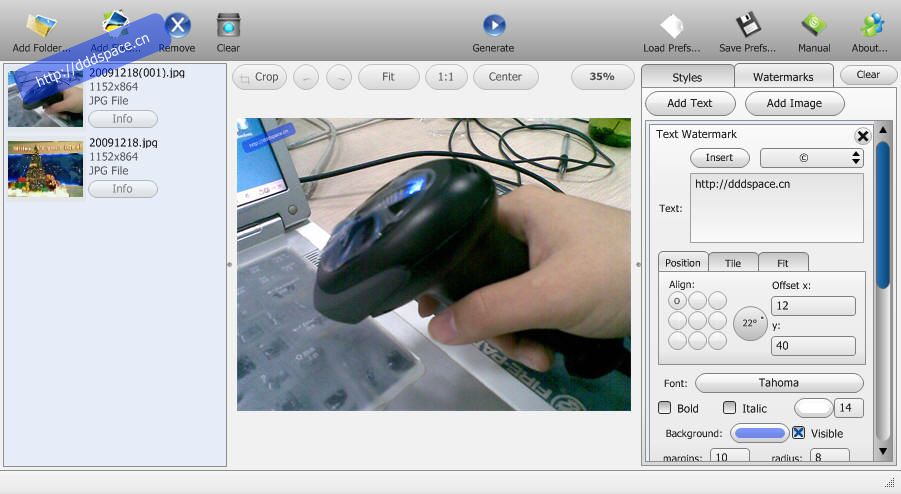 Add Folder...
Remove
Clear
Generate
Load Prefs...
Save Prefs...
Manual
About...
http://dddspace.cn
20091218(001).jpg
1152x864
JPG File
Info
20091218.jpg
1152x864
JPG File
Info
Crop
Fit
1:1
Center
35%
http://dddspace.cn
FIRE-PA
Styles
Watermarks
Clear
Add Text
Add Image
Text Watermark
Insert
©
Text:
http://dddspace.cn
Position
Tile
Fit
Align:
Offset x:
12
22°
y:
40
Font:
Tahoma
Bold
Italic
14
Background:
Visible
margins:
10
radius:
8